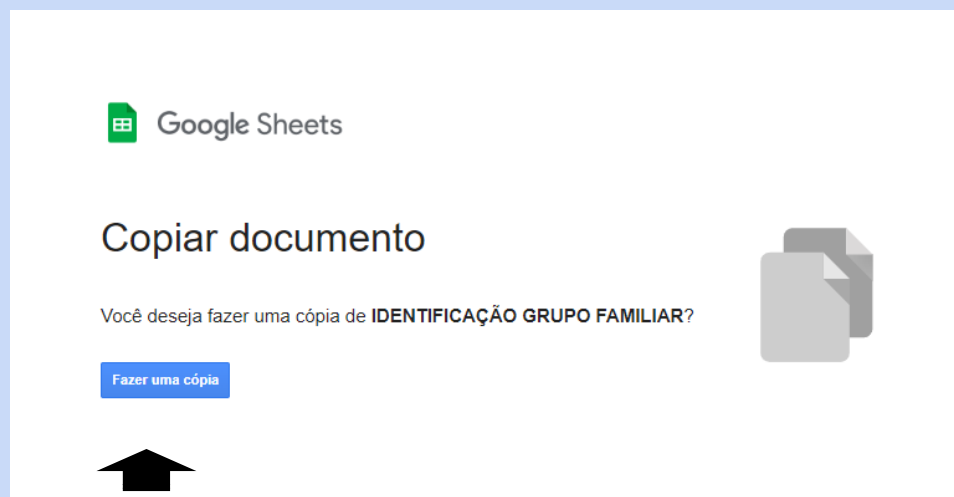 Google Sheets
Copiar documento
Você deseja fazer uma cópia de IDENTIFICAÇÃO GRUPO FAMILIAR?
Fazer uma cópia